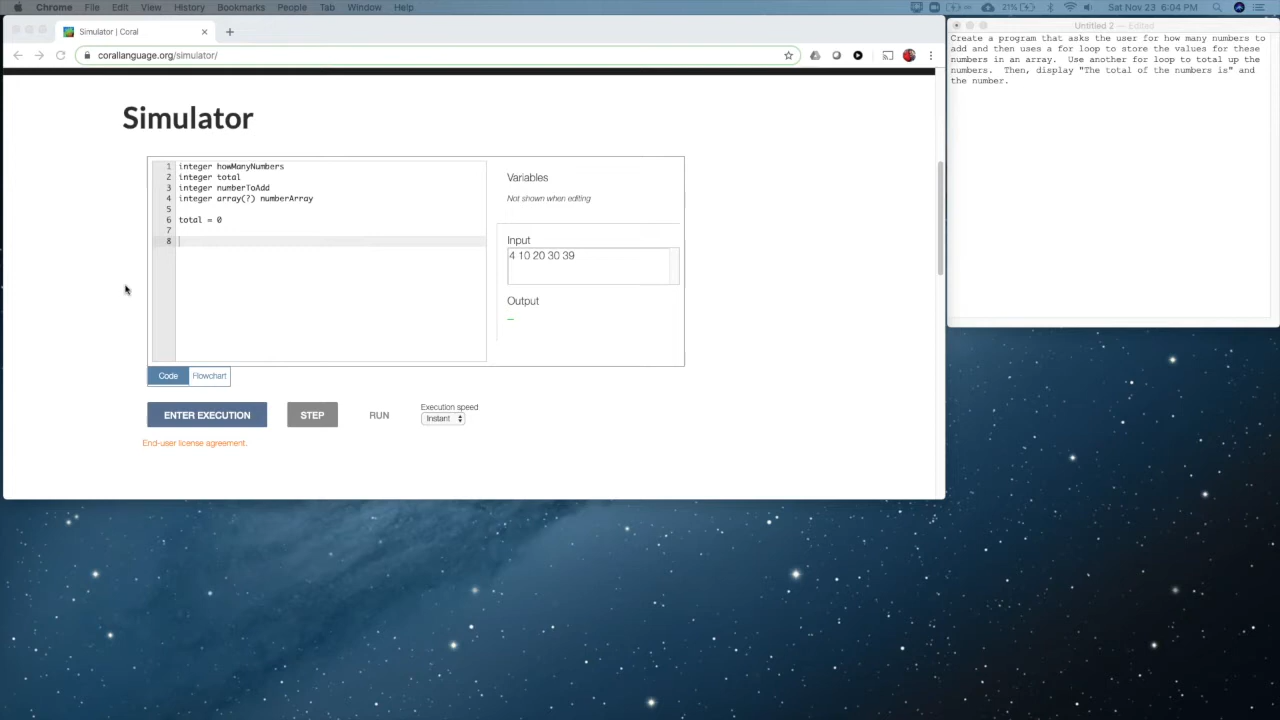 Chrome File Edit View History Bookmarks People Tab Window Help
21% Sat Nov 23 6:04 PM
Simulator | Coral
corallanguage.org/simulator/
Simulator
1 integer howManyNumbers
2 integer total
3 integer numberToAdd
4 integer array(?) numberArray
5
6 total = 0
7
8
Variables
Not shown when editing
Input
4 10 20 30 39
Output
Code Flowchart
ENTER EXECUTION STEP RUN
Execution speed
Instant
End-user license agreement.
Untitled 2 — Edited
Create a program that asks the user for how many numbers to
add and then uses a for loop to store the values for these
numbers in an array. Use another for loop to total up the
numbers. Then, display "The total of the numbers is" and
the number.